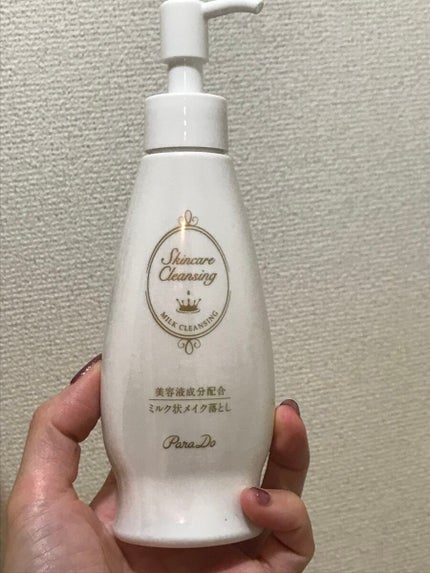 Skincare
Cleansing
MILK CLEANSING
美容液成分配合
ミルク状メイク落とし
ParaDo